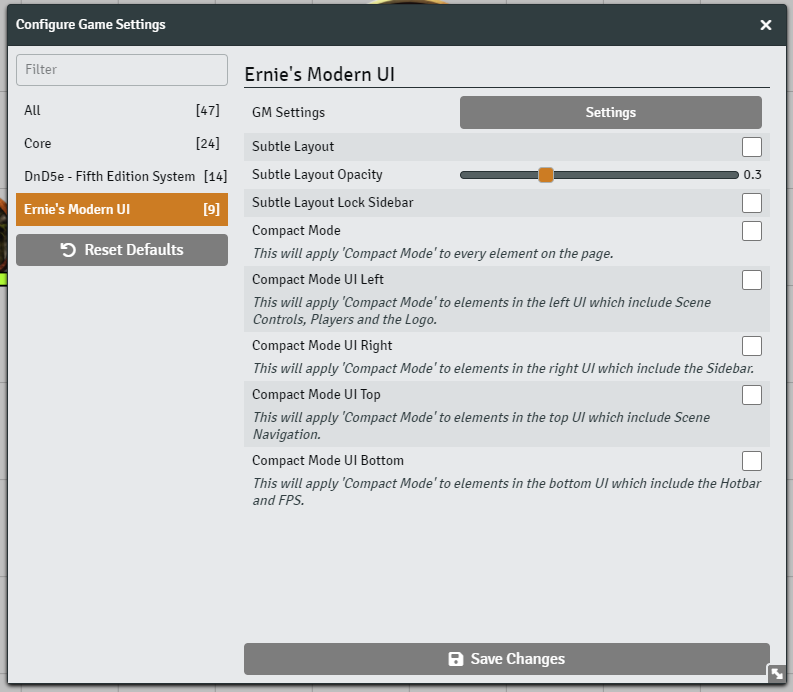 Configure Game Settings
Filter
All [47]
Core [24]
DnD5e - Fifth Edition System [14]
Ernie's Modern UI [9]
Reset Defaults
Ernie's Modern UI
GM Settings Settings
Subtle Layout
Subtle Layout Opacity 0.3
Subtle Layout Lock Sidebar
Compact Mode
This will apply 'Compact Mode' to every element on the page.
Compact Mode UI Left
This will apply 'Compact Mode' to elements in the left UI which include Scene
Controls, Players and the Logo.
Compact Mode UI Right
This will apply 'Compact Mode' to elements in the right UI which include the Sidebar.
Compact Mode UI Top
This will apply 'Compact Mode' to elements in the top UI which include Scene
Navigation.
Compact Mode UI Bottom
This will apply 'Compact Mode' to elements in the bottom UI which include the Hotbar
and FPS.
Save Changes